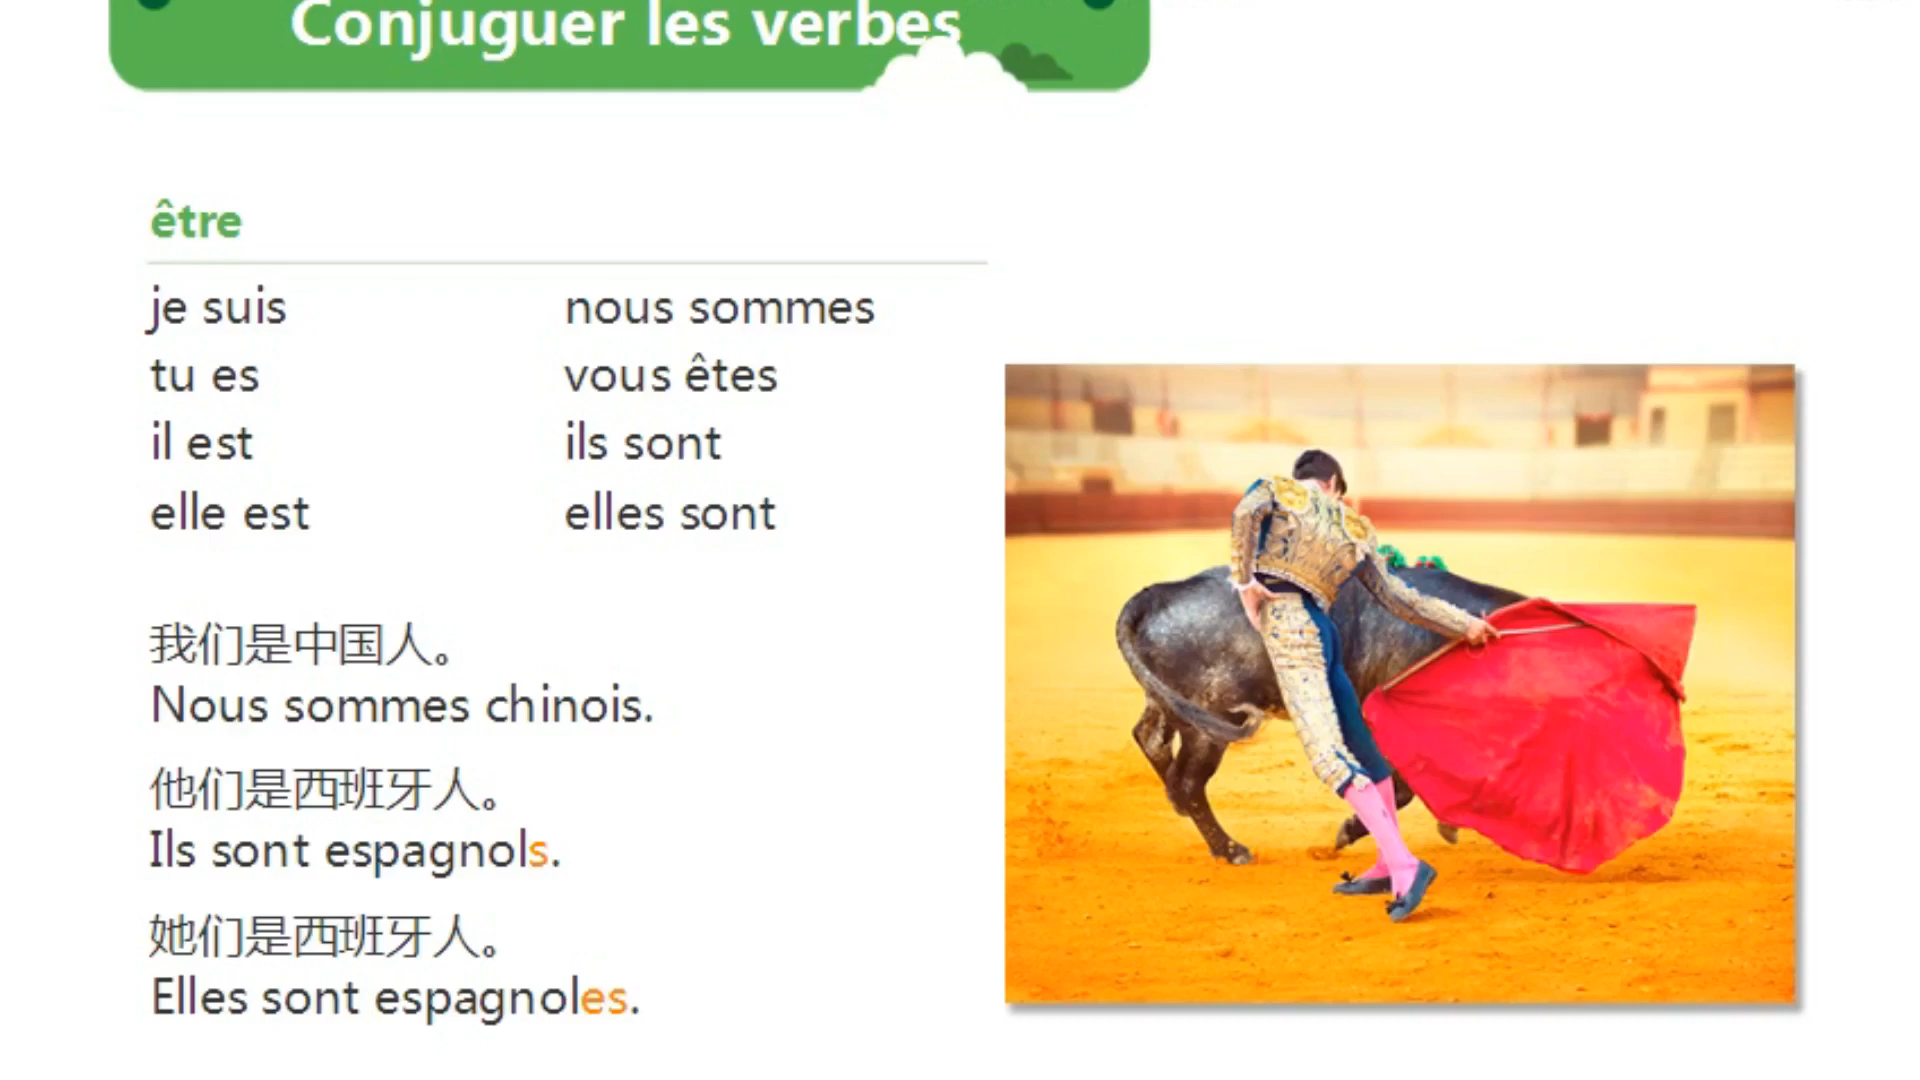 Conjuguer les verbes
être
je suis nous sommes
tu es vous êtes
il est ils sont
elle est elles sont
我们是中国人。
Nous sommes chinois.
他们是西班牙人。
Ils sont espagnols.
她们是西班牙人。
Elles sont espagnoles.